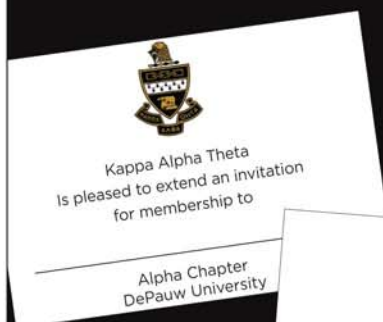 Kappa Alpha Theta
Is pleased to extend an invitation
for membership to
Alpha Chapter
DePauw University